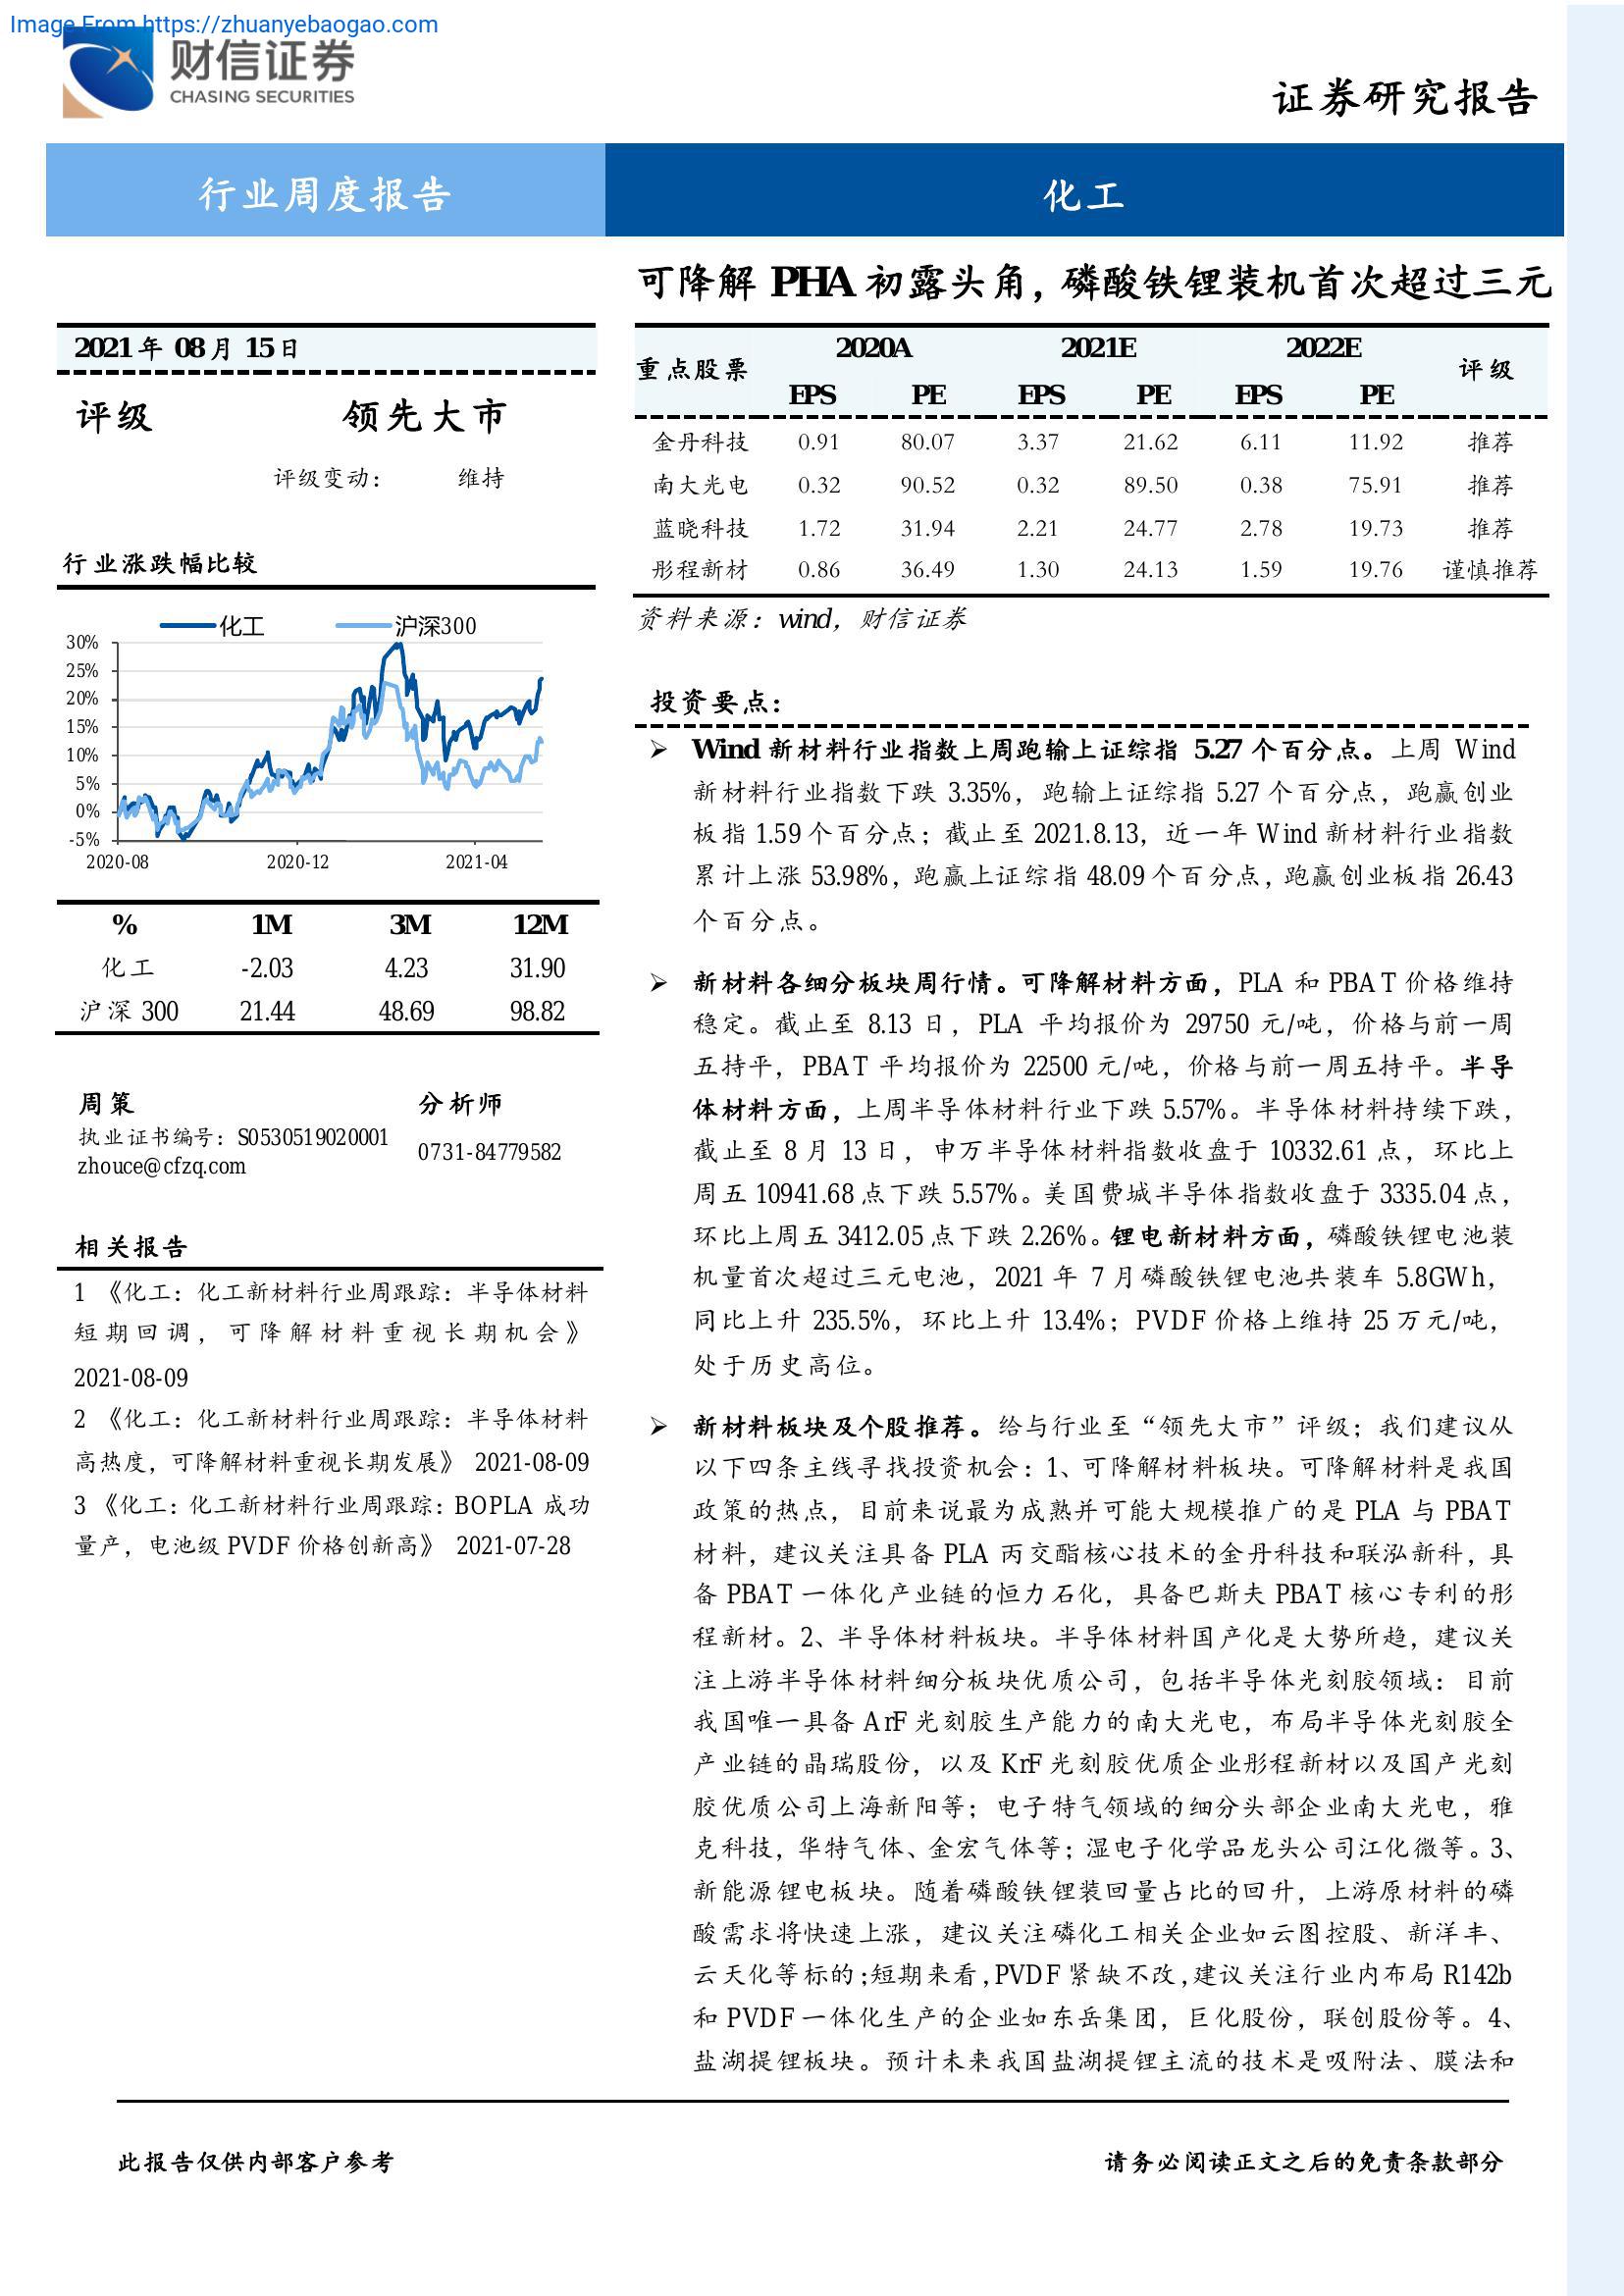 Image From https://zhuanyebaogao.com
财信证券
CHASING SECURITIES
证券研究报告
行业周度报告
化工
可降解 PHA 初露头角，磷酸铁锂装机首次超过三元
2021 年 08 月 15 日
评级 领先大市
评级变动： 维持
行业涨跌幅比较
化工 沪深300
30%
25%
20%
15%
10%
5%
0%
-5%
2020-08 2020-12 2021-04
% 1M 3M 12M
化工 -2.03 4.23 31.90
沪深 300 21.44 48.69 98.82
周策 分析师
执业证书编号：S0530519020001 0731-84779582
zhouce@cfzq.com
相关报告
1 《化工：化工新材料行业周跟踪：半导体材料
短期回调，可降解材料重视长期机会》
2021-08-09
2 《化工：化工新材料行业周跟踪：半导体材料
高热度，可降解材料重视长期发展》 2021-08-09
3 《化工：化工新材料行业周跟踪：BOPLA 成功
量产，电池级 PVDF 价格创新高》 2021-07-28
重点股票 2020A 2021E 2022E 评级
EPS PE EPS PE EPS PE
金丹科技 0.91 80.07 3.37 21.62 6.11 11.92 推荐
南大光电 0.32 90.52 0.32 89.50 0.38 75.91 推荐
蓝晓科技 1.72 31.94 2.21 24.77 2.78 19.73 推荐
彤程新材 0.86 36.49 1.30 24.13 1.59 19.76 谨慎推荐
资料来源：wind，财信证券
投资要点：
➢ Wind 新材料行业指数上周跑输上证综指 5.27 个百分点。上周 Wind
新材料行业指数下跌 3.35%，跑输上证综指 5.27 个百分点，跑赢创业
板指 1.59 个百分点；截止至 2021.8.13，近一年 Wind 新材料行业指数
累计上涨 53.98%，跑赢上证综指 48.09 个百分点，跑赢创业板指 26.43
个百分点。
➢ 新材料各细分板块周行情。可降解材料方面，PLA 和 PBAT 价格维持
稳定。截止至 8.13 日，PLA 平均报价为 29750 元/吨，价格与前一周
五持平，PBAT 平均报价为 22500 元/吨，价格与前一周五持平。半导
体材料方面，上周半导体材料行业下跌 5.57%。半导体材料持续下跌，
截止至 8 月 13 日，申万半导体材料指数收盘于 10332.61 点，环比上
周五 10941.68 点下跌 5.57%。美国费城半导体指数收盘于 3335.04 点，
环比上周五 3412.05 点下跌 2.26%。锂电新材料方面，磷酸铁锂电池装
机量首次超过三元电池，2021 年 7 月磷酸铁锂电池共装车 5.8GWh，
同比上升 235.5%，环比上升 13.4%；PVDF 价格上维持 25 万元/吨，
处于历史高位。
➢ 新材料板块及个股推荐。给与行业至“领先大市”评级；我们建议从
以下四条主线寻找投资机会：1、可降解材料板块。可降解材料是我国
政策的热点，目前来说最为成熟并可能大规模推广的是 PLA 与 PBAT
材料，建议关注具备 PLA 丙交酯核心技术的金丹科技和联泓新科，具
备 PBAT 一体化产业链的恒力石化，具备巴斯夫 PBAT 核心专利的彤
程新材。2、半导体材料板块。半导体材料国产化是大势所趋，建议关
注上游半导体材料细分板块优质公司，包括半导体光刻胶领域：目前
我国唯一具备 ArF 光刻胶生产能力的南大光电，布局半导体光刻胶全
产业链的晶瑞股份，以及 KrF 光刻胶优质企业彤程新材以及国产光刻
胶优质公司上海新阳等；电子特气领域的细分头部企业南大光电，雅
克科技，华特气体、金宏气体等；湿电子化学品龙头公司江化微等。3、
新能源锂电板块。随着磷酸铁锂装回量占比的回升，上游原材料的磷
酸需求将快速上涨，建议关注磷化工相关企业如云图控股、新洋丰、
云天化等标的；短期来看，PVDF 紧缺不改，建议关注行业内布局 R142b
和 PVDF 一体化生产的企业如东岳集团，巨化股份，联创股份等。4、
盐湖提锂板块。预计未来我国盐湖提锂主流的技术是吸附法、膜法和
此报告仅供内部客户参考
请务必阅读正文之后的免责条款部分